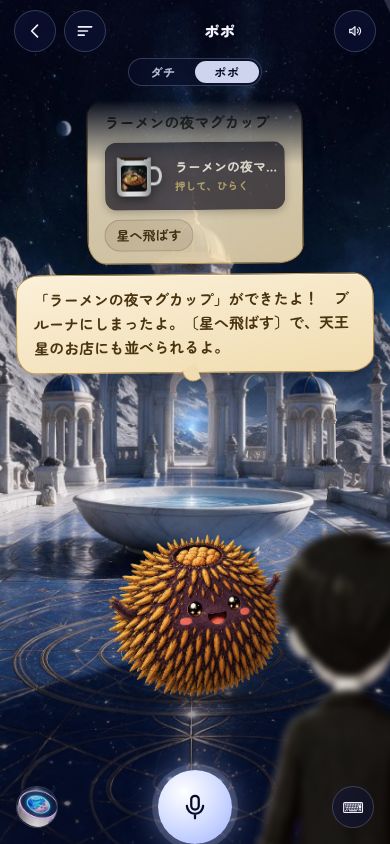 ポポ
ダチ
ポポ
ラーメンの夜マグカップ
ラーメンの夜マ…
押して、ひらく
星へ飛ばす
「ラーメンの夜マグカップ」ができたよ！　プ
ルーナにしまったよ。〔星へ飛ばす〕で、天王
星のお店にも並べられるよ。